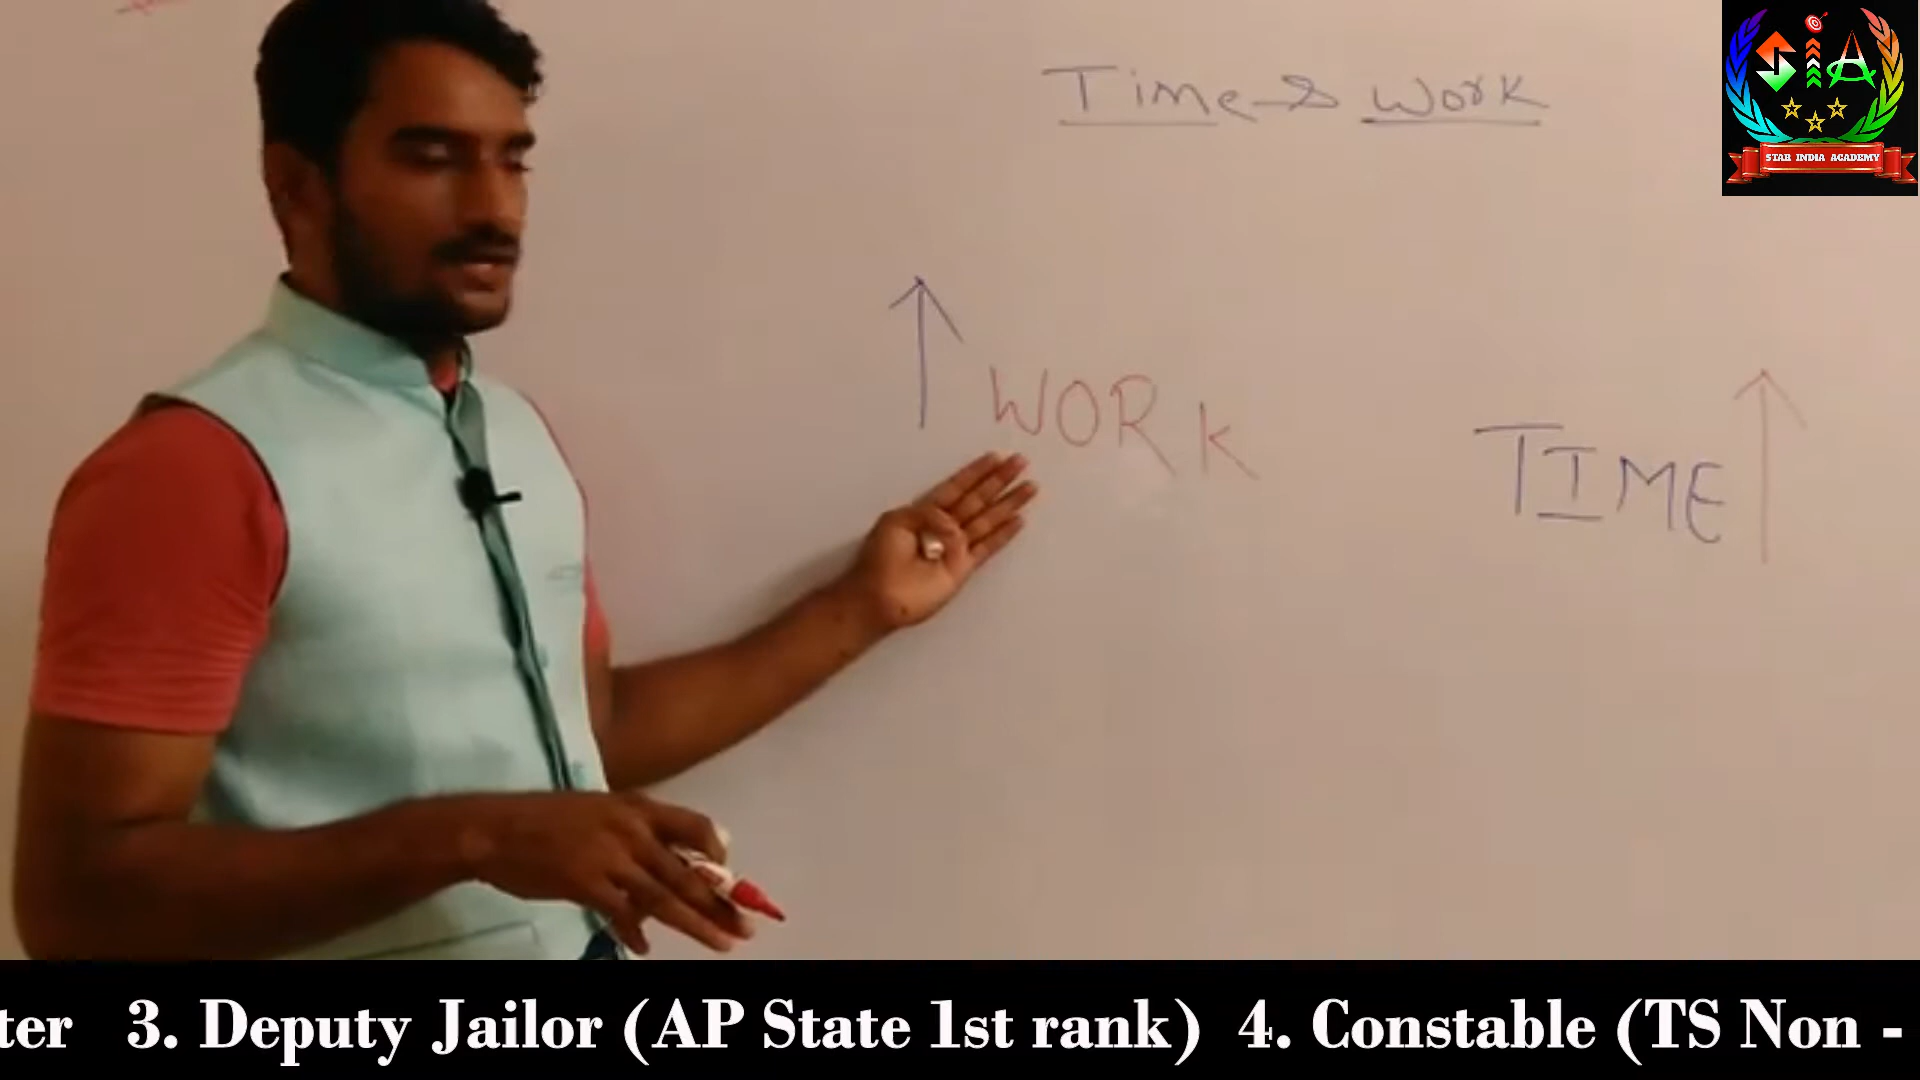 Time & Work
SIA
STAR INDIA ACADEMY
WORK
TIME
ter 3. Deputy Jailor (AP State 1st rank) 4. Constable (TS Non -